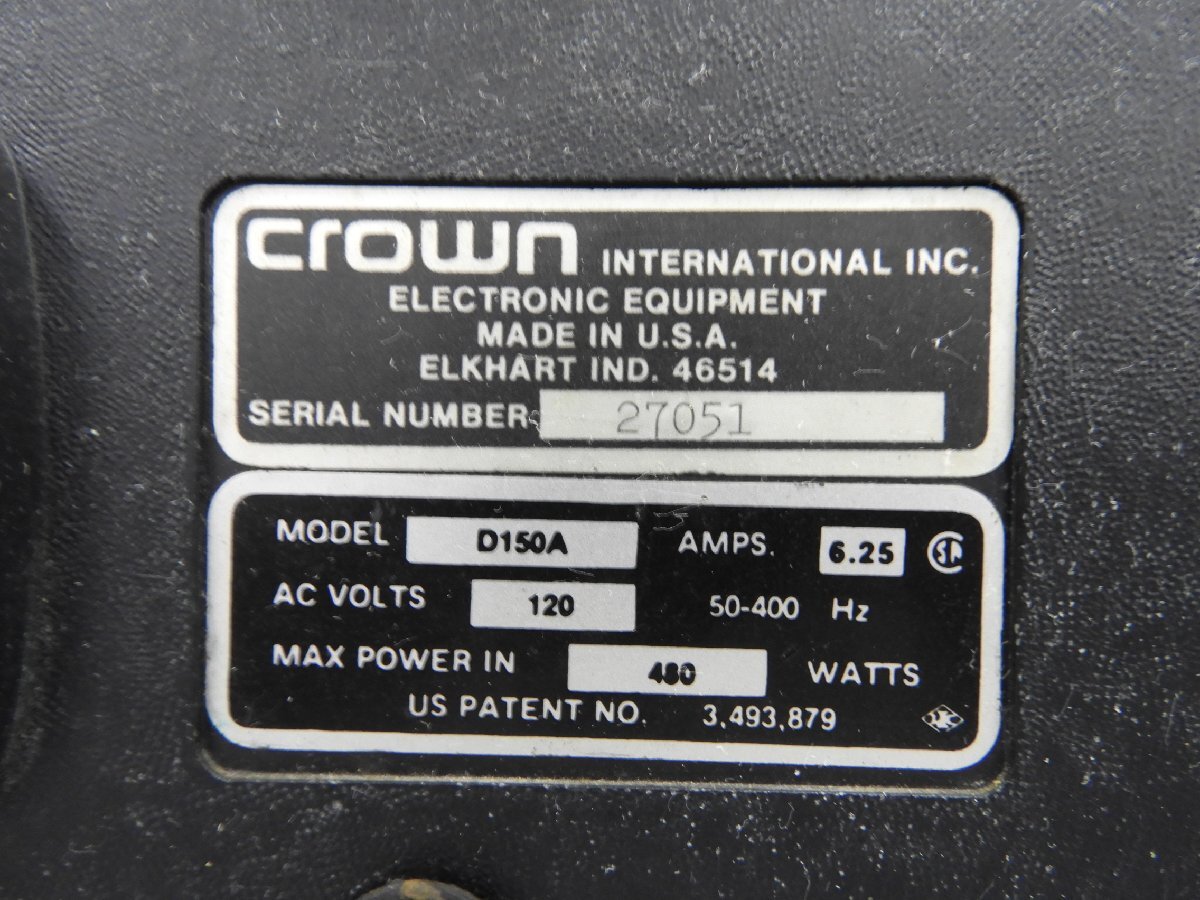 crown INTERNATIONAL INC.
ELECTRONIC EQUIPMENT
MADE IN U.S.A.
ELKHART IND. 46514
SERIAL NUMBER 27051
MODEL D150A AMPS. 6.25
AC VOLTS 120 50-400 Hz
MAX POWER IN 480 WATTS
US PATENT NO. 3,493,879